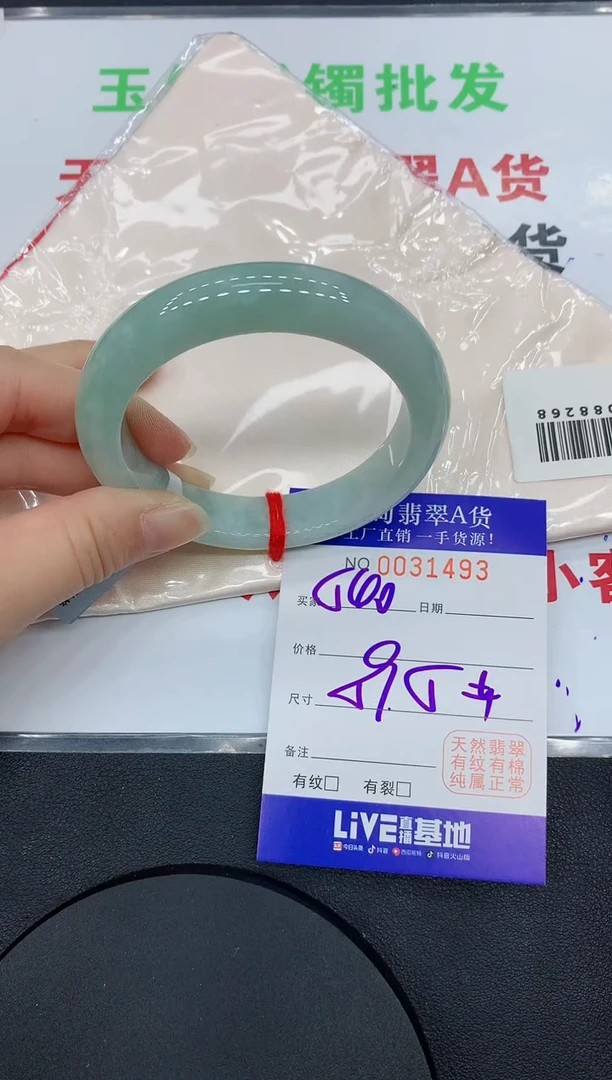 玉 镯批发
翠A货
货
088268
翡翠A货
工厂直销 一手货源!
NO 0031493
买家 560 日期
价格
尺寸 59.5
备注
天然翡翠
有纹有棉
纯属正常
有纹□ 有裂□
LiVE直播基地
今日头条 抖音 西瓜视频 抖音火山版
小客